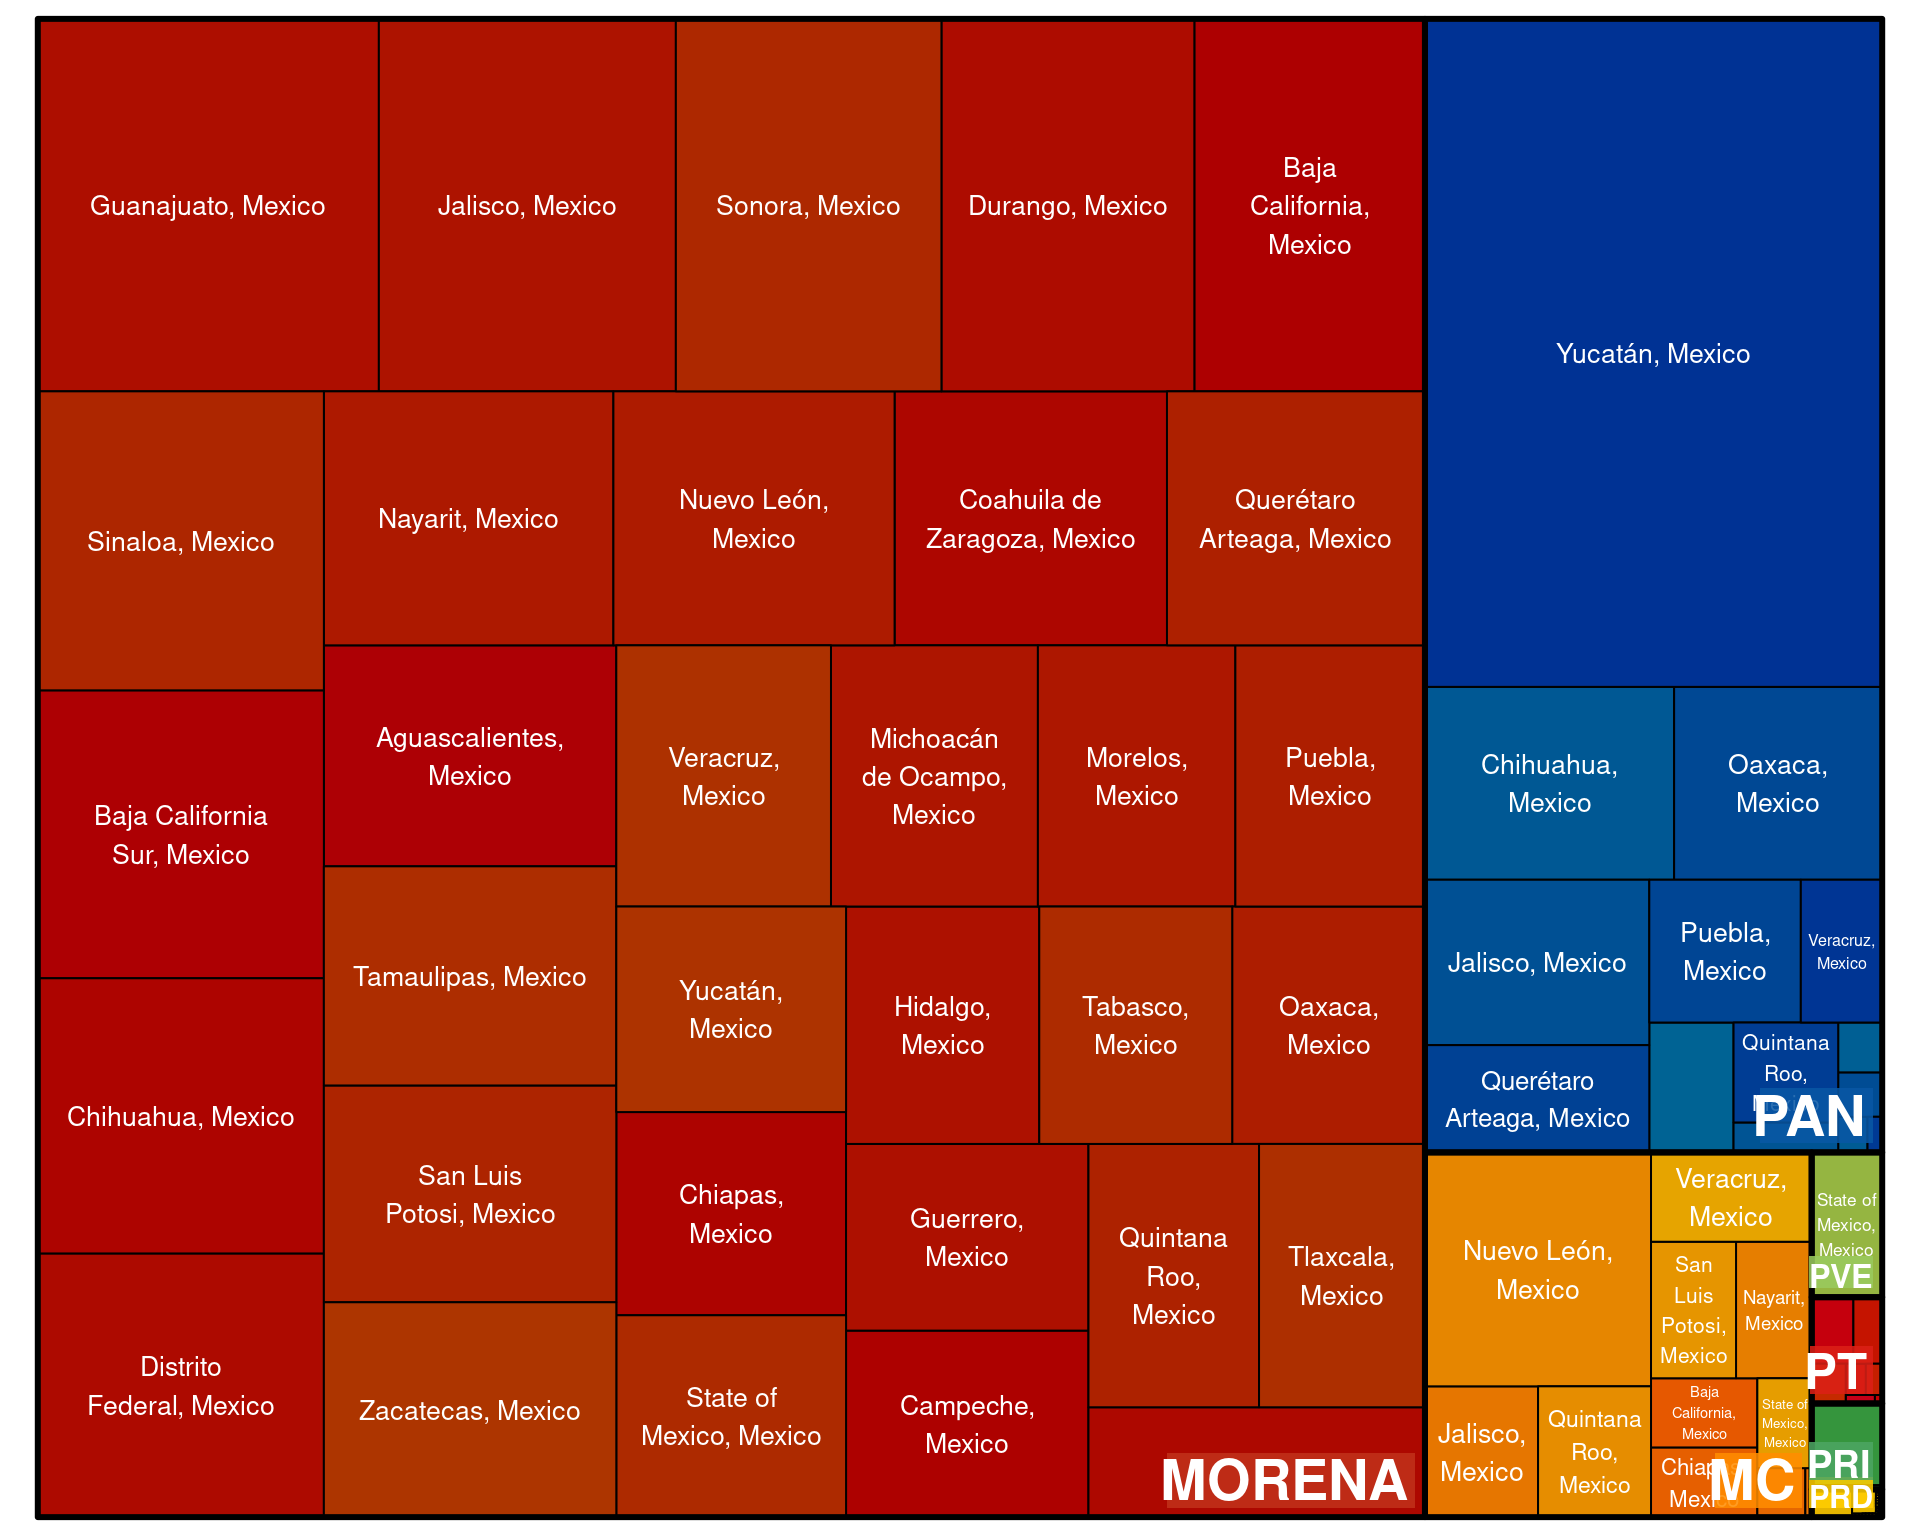 Guanajuato, Mexico
Jalisco, Mexico
Sonora, Mexico
Durango, Mexico
Baja
California,
Mexico
Sinaloa, Mexico
Nayarit, Mexico
Nuevo León,
Mexico
Coahuila de
Zaragoza, Mexico
Querétaro
Arteaga, Mexico
Baja California
Sur, Mexico
Aguascalientes,
Mexico
Veracruz,
Mexico
Michoacán
de Ocampo,
Mexico
Morelos,
Mexico
Puebla,
Mexico
Chihuahua, Mexico
Tamaulipas, Mexico
Yucatán,
Mexico
Hidalgo,
Mexico
Tabasco,
Mexico
Oaxaca,
Mexico
San Luis
Potosi, Mexico
Chiapas,
Mexico
Guerrero,
Mexico
Quintana
Roo,
Mexico
Tlaxcala,
Mexico
Distrito
Federal, Mexico
Zacatecas, Mexico
State of
Mexico, Mexico
Campeche,
Mexico
MORENA
Yucatán, Mexico
Chihuahua,
Mexico
Oaxaca,
Mexico
Jalisco, Mexico
Puebla,
Mexico
Veracruz,
Mexico
Querétaro
Arteaga, Mexico
Quintana
Roo,
PAN
Nuevo León,
Mexico
Veracruz,
Mexico
San
Luis
Potosi,
Mexico
Nayarit,
Mexico
Jalisco,
Mexico
Quintana
Roo,
Mexico
Baja
California,
Mexico
State of
Mexico,
Mexico
Chiapas
Mexico
MC
State of
Mexico,
Mexico
PVE
PT
PRI
PRD